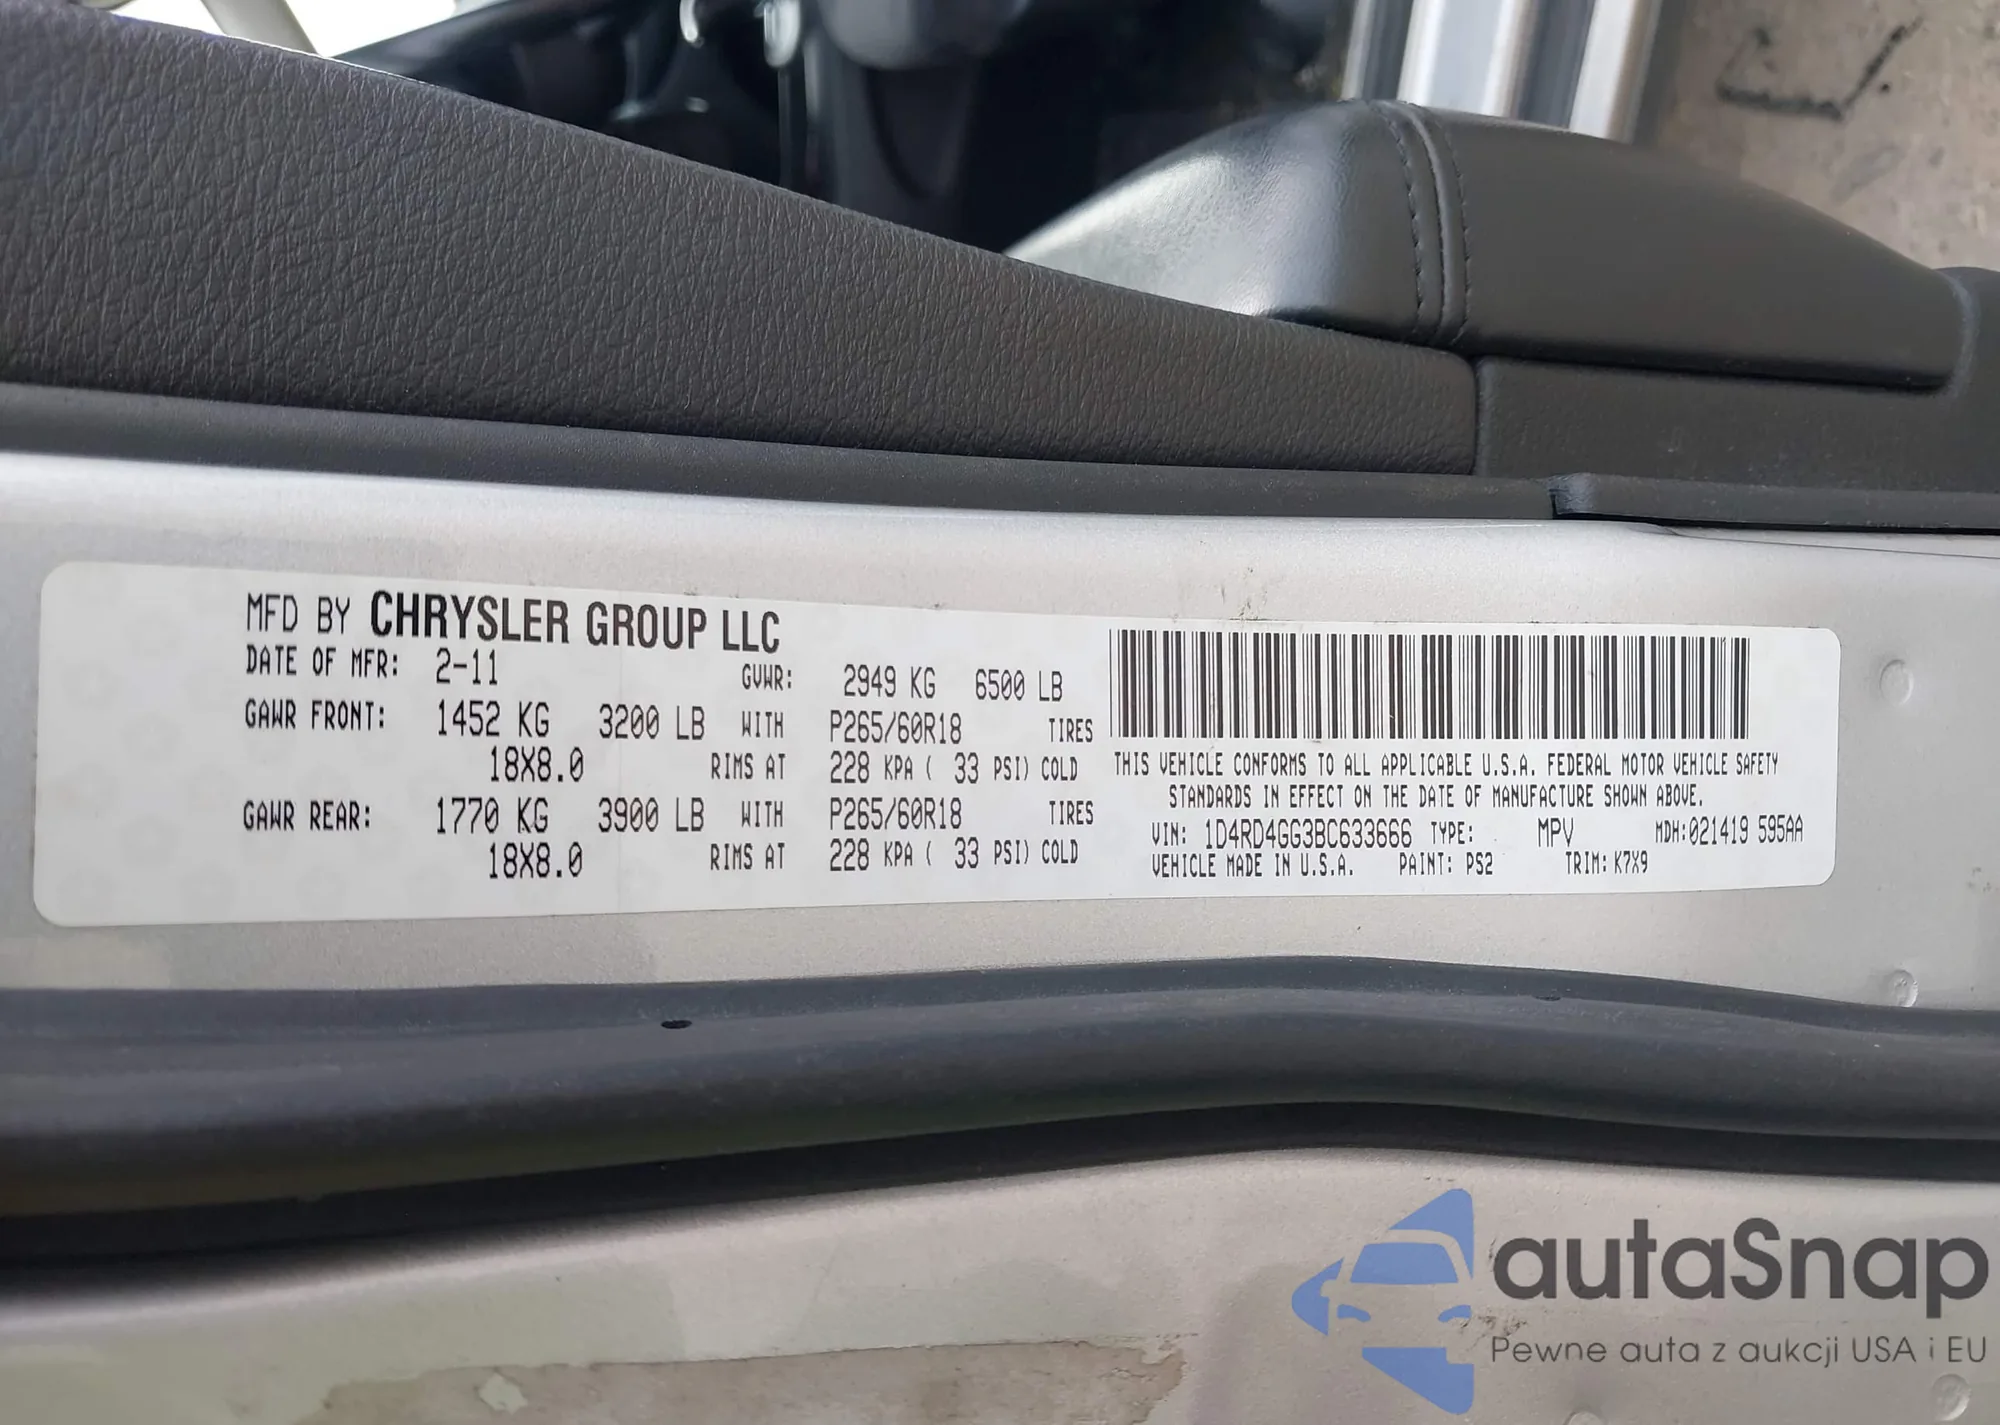 MFD BY CHRYSLER GROUP LLC
DATE OF MFR: 2-11 GVWR: 2949 KG 6500 LB
GAWR FRONT: 1452 KG 3200 LB WITH P265/60R18 TIRES
18X8.0 RIMS AT 228 KPA ( 33 PSI) COLD
GAWR REAR: 1770 KG 3900 LB WITH P265/60R18 TIRES
18X8.0 RIMS AT 228 KPA ( 33 PSI) COLD
THIS VEHICLE CONFORMS TO ALL APPLICABLE U.S.A. FEDERAL MOTOR VEHICLE SAFETY
STANDARDS IN EFFECT ON THE DATE OF MANUFACTURE SHOWN ABOVE.
VIN: 1D4RD4GG3BC633666 TYPE: MPV MDH:021419 595AA
VEHICLE MADE IN U.S.A. PAINT: PS2 TRIM: K7X9
autaSnap
Pewne auta z aukcji USA i EU